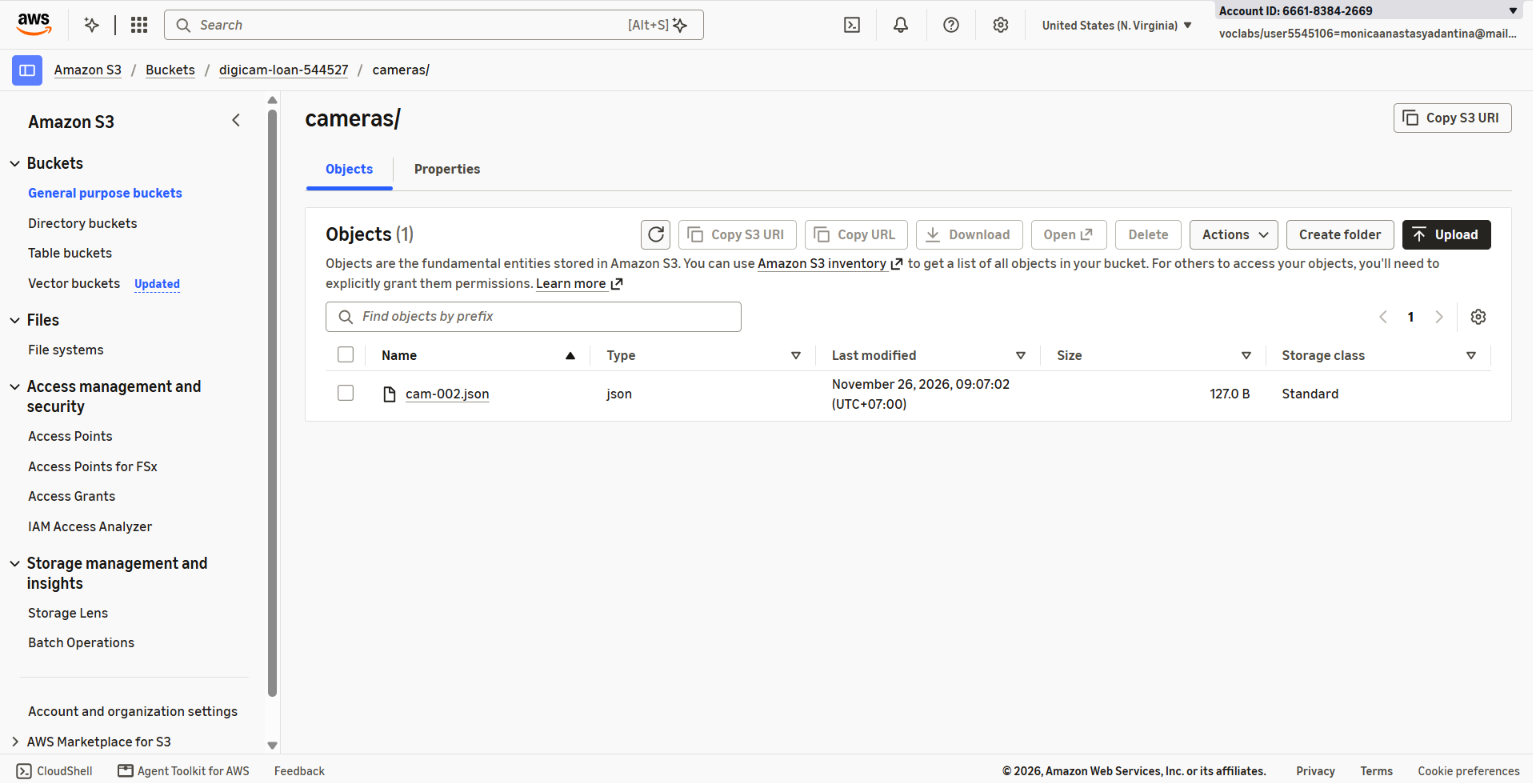 aws
Search
[Alt+S]
United States (N. Virginia)
Account ID: 6661-8384-2669
voclabs/user5545106=monicaanastasyadantina@mail...
Amazon S3 / Buckets / digicam-loan-544527 / cameras/
Amazon S3
Buckets
General purpose buckets
Directory buckets
Table buckets
Vector buckets Updated
Files
File systems
Access management and
security
Access Points
Access Points for FSx
Access Grants
IAM Access Analyzer
Storage management and
insights
Storage Lens
Batch Operations
Account and organization settings
AWS Marketplace for S3
cameras/
Copy S3 URI
Objects Properties
Objects (1)
Copy S3 URI Copy URL Download Open Delete Actions Create folder Upload
Objects are the fundamental entities stored in Amazon S3. You can use Amazon S3 inventory to get a list of all objects in your bucket. For others to access your objects, you'll need to
explicitly grant them permissions. Learn more
Find objects by prefix
1
Name Type Last modified Size Storage class
cam-002.json json November 26, 2026, 09:07:02 127.0 B Standard
(UTC+07:00)
CloudShell Agent Toolkit for AWS Feedback © 2026, Amazon Web Services, Inc. or its affiliates. Privacy Terms Cookie preferences